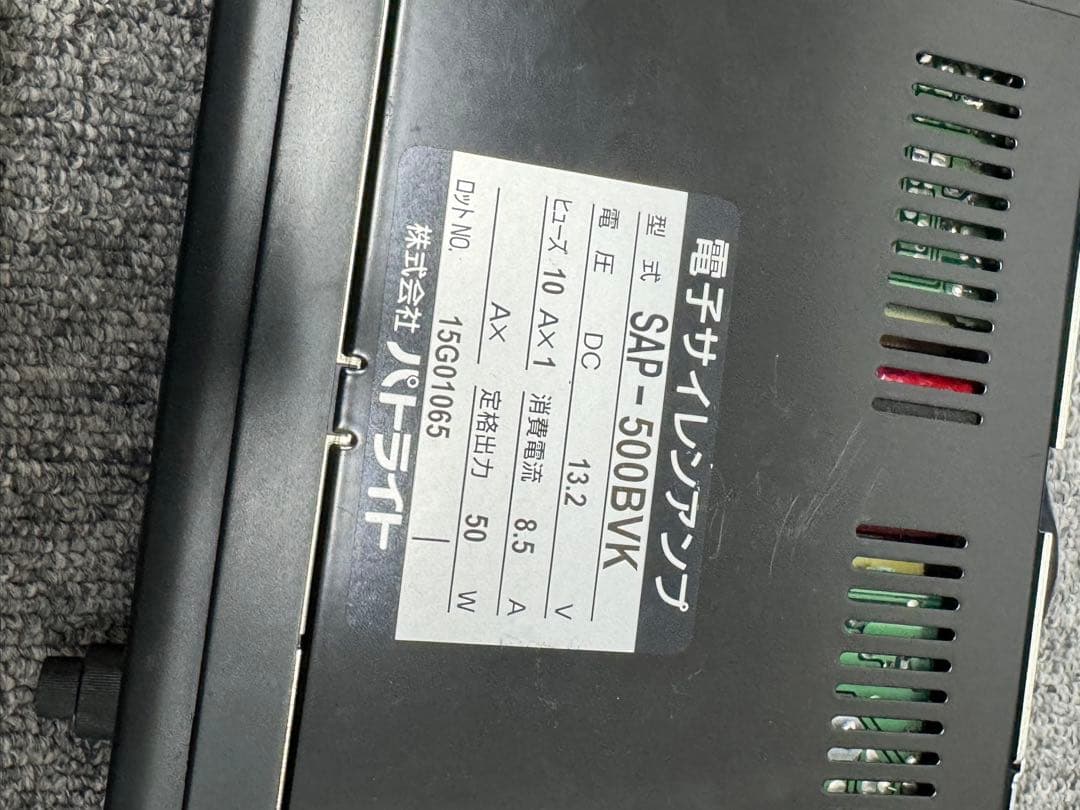 電子サイレンアンプ
型式 SAP-500BVK
電圧 DC 13.2 V
ヒューズ 10 A×1 消費電流 8.5 A
A× 定格出力 50 W
ロットNO. 15G01065
株式会社 パトライト